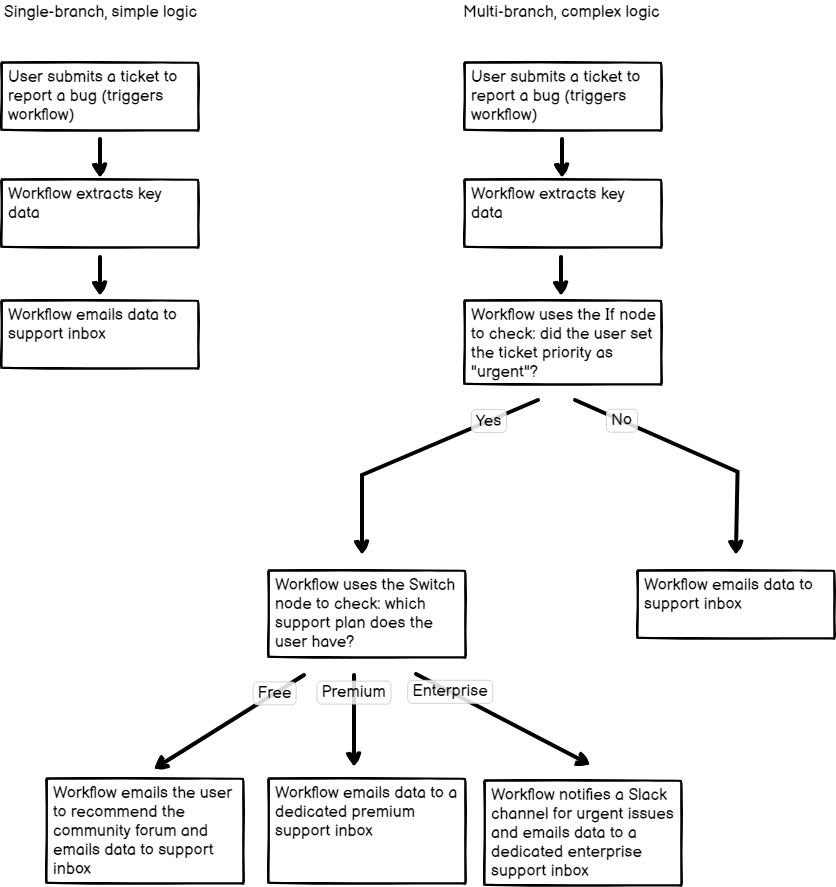 Single-branch, simple logic
User submits a ticket to
report a bug (triggers
workflow)
Workflow extracts key
data
Workflow emails data to
support inbox
Multi-branch, complex logic
User submits a ticket to
report a bug (triggers
workflow)
Workflow extracts key
data
Workflow uses the If node
to check: did the user set
the ticket priority as
"urgent"?
Yes
No
Workflow uses the Switch
node to check: which
support plan does the
user have?
Workflow emails data to
support inbox
Free
Premium
Enterprise
Workflow emails the user
to recommend the
community forum and
emails data to support
inbox
Workflow emails data to a
dedicated premium
support inbox
Workflow notifies a Slack
channel for urgent issues
and emails data to a
dedicated enterprise
support inbox